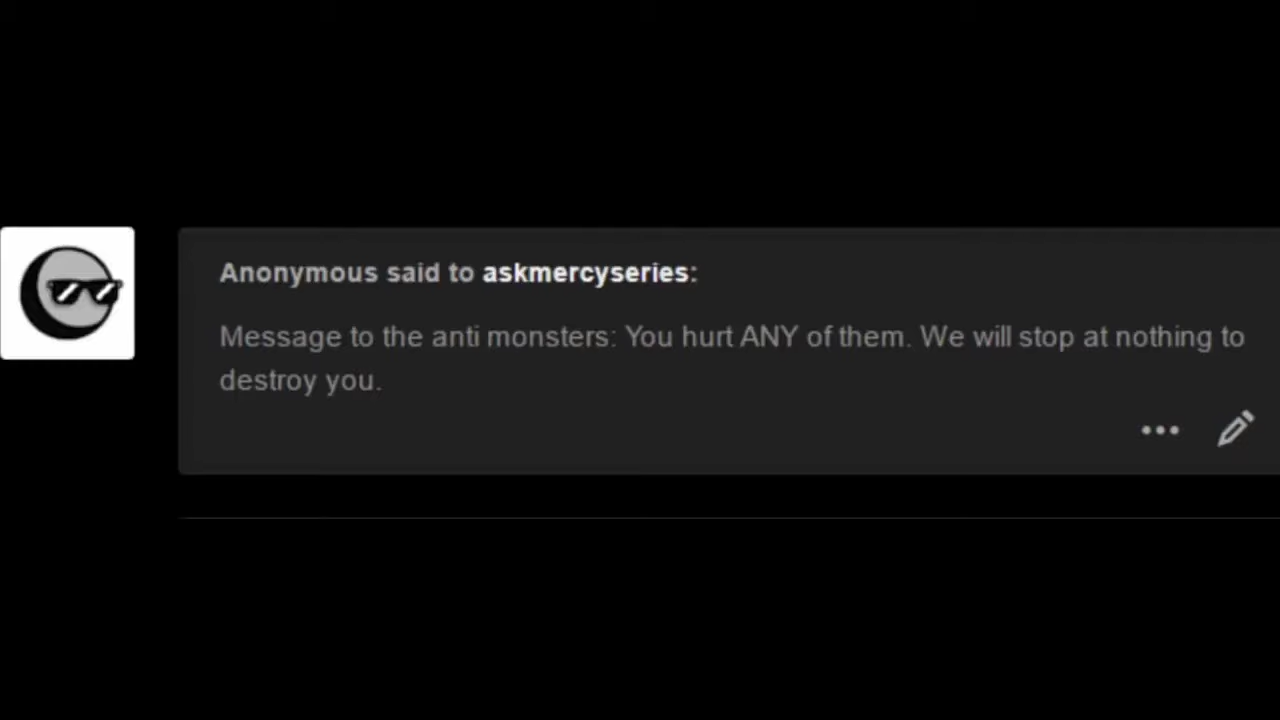 Anonymous said to askmercyseries:
Message to the anti monsters: You hurt ANY of them. We will stop at nothing to
destroy you.